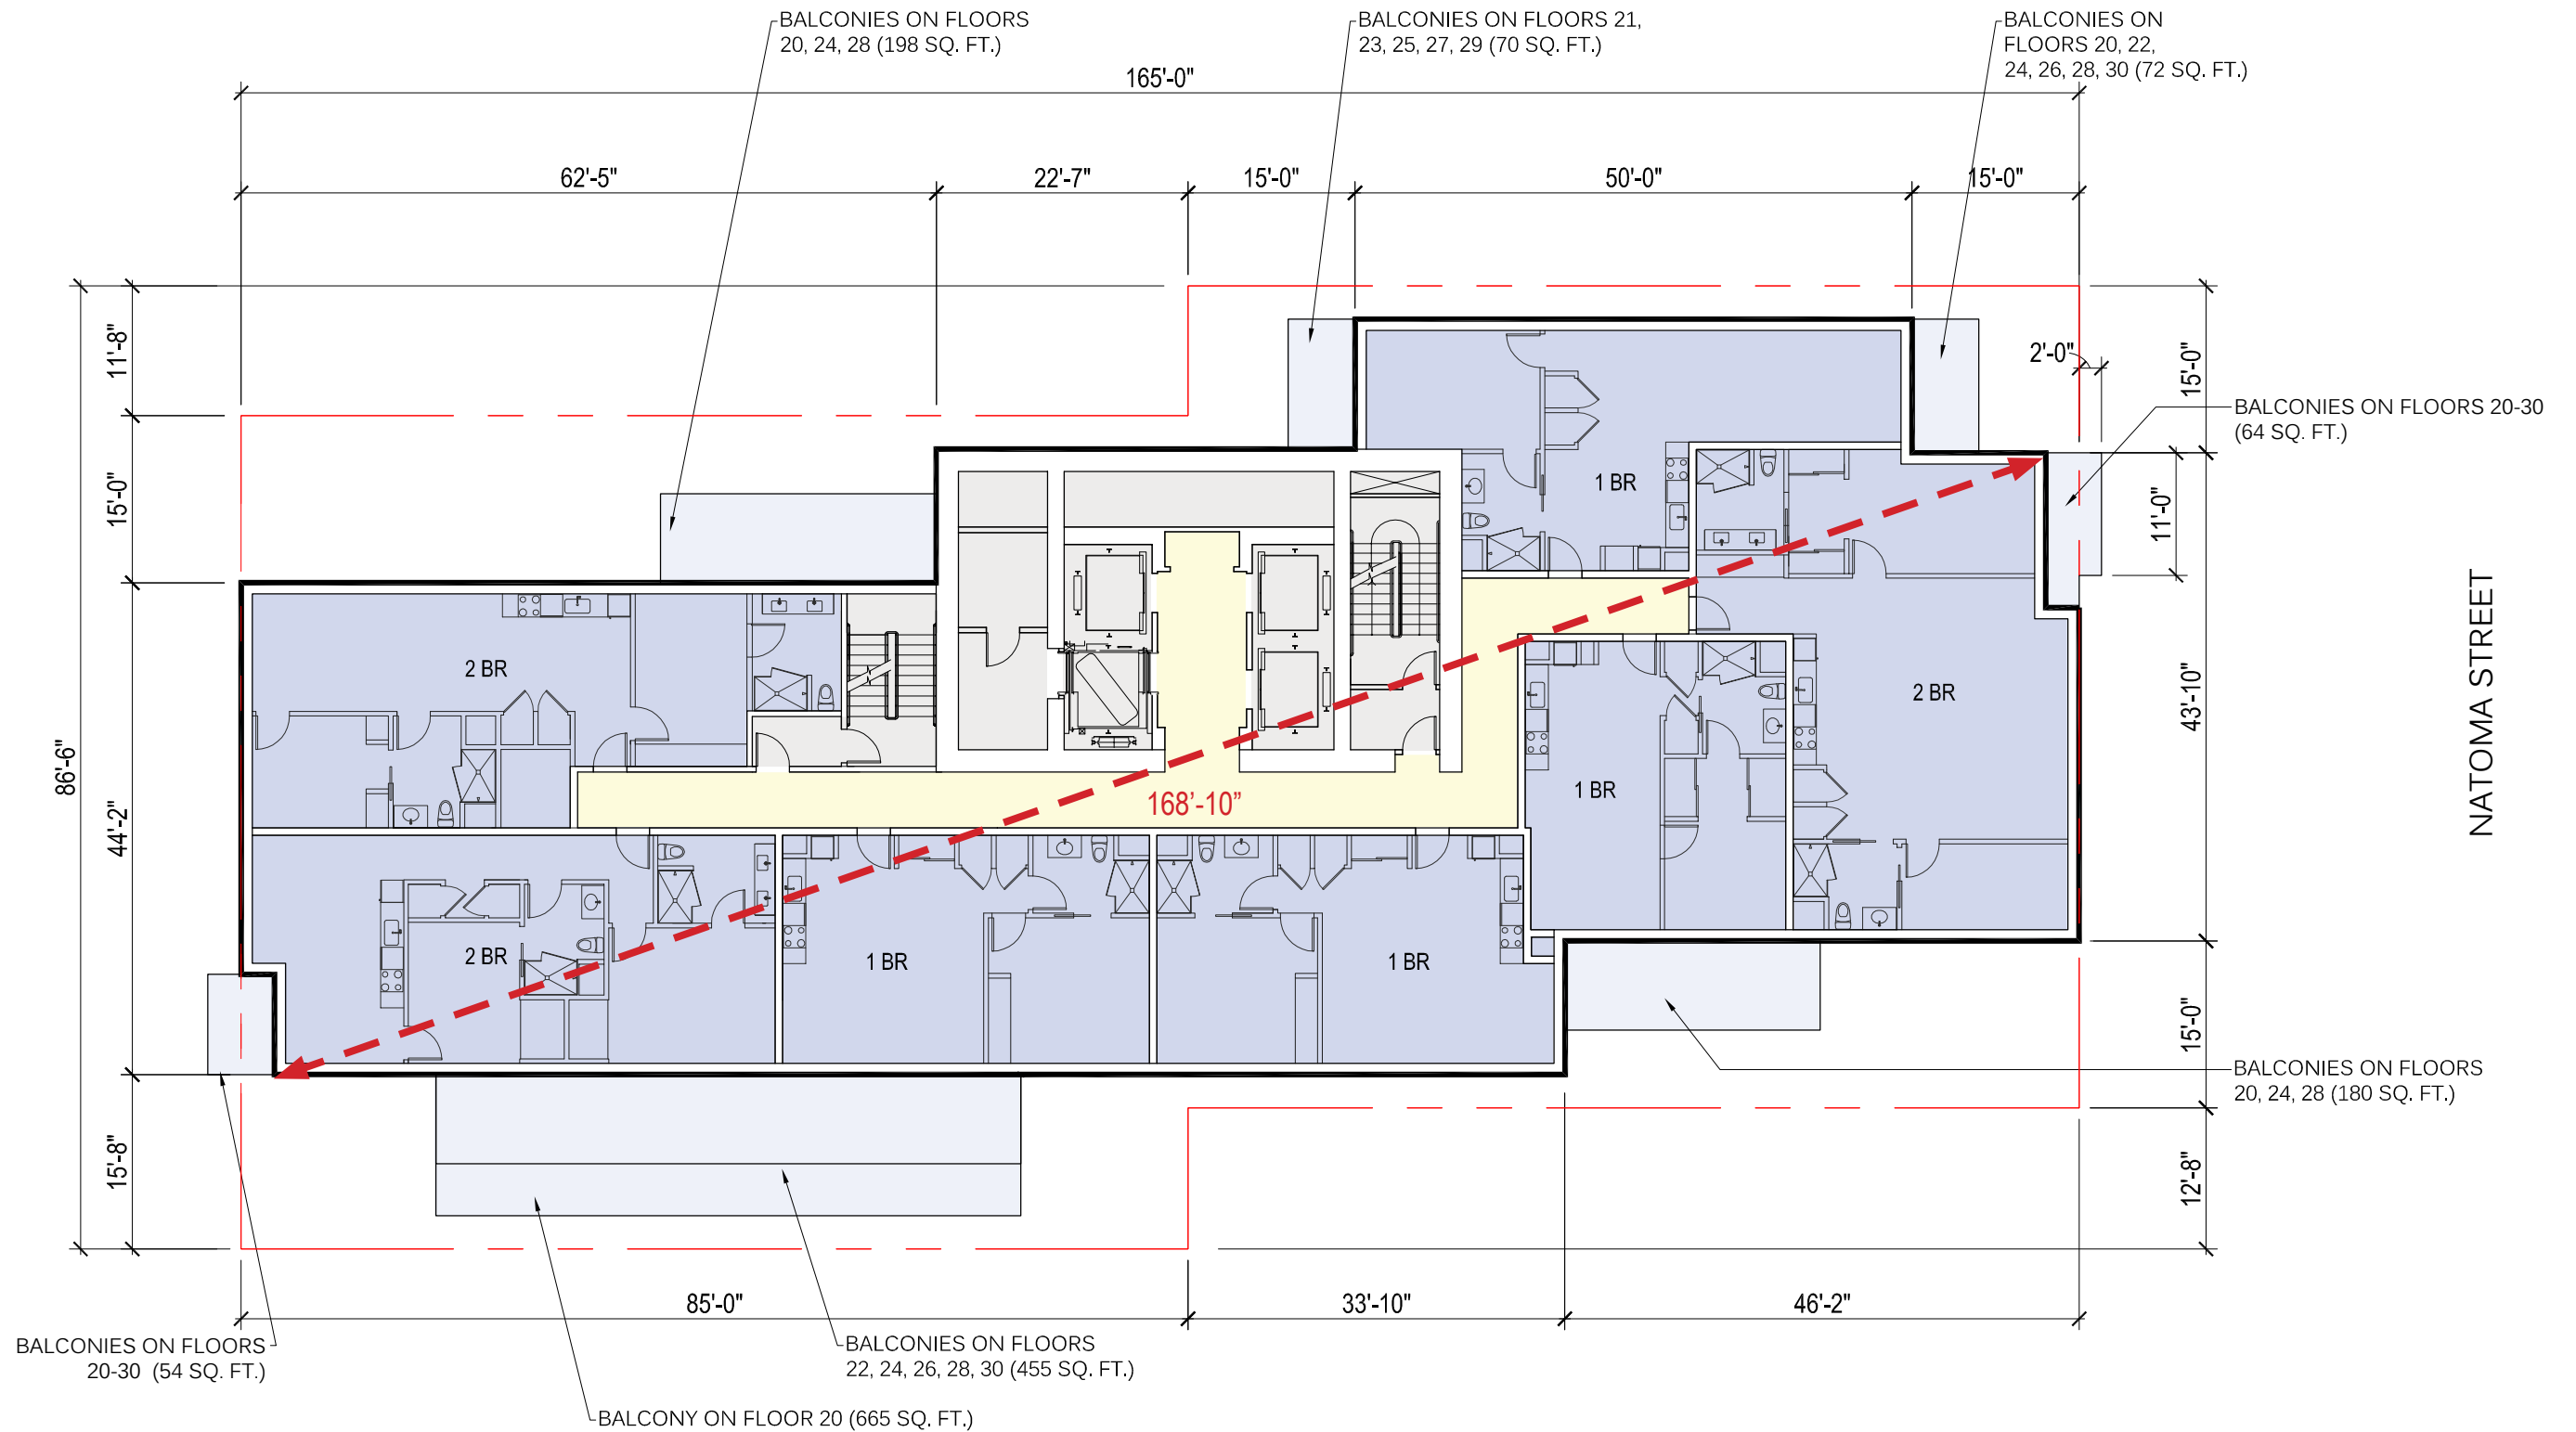 BALCONIES ON FLOORS
20, 24, 28 (198 SQ. FT.)
BALCONIES ON FLOORS 21,
23, 25, 27, 29 (70 SQ. FT.)
BALCONIES ON
FLOORS 20, 22,
24, 26, 28, 30 (72 SQ. FT.)
165'-0"
62'-5"
22'-7"
15'-0"
50'-0"
15'-0"
11'-8"
15'-0"
2'-0"
15'-0"
BALCONIES ON FLOORS 20-30
(64 SQ. FT.)
1 BR
11'-0"
2 BR
2 BR
43'-10"
NATOMA STREET
86'-6"
44'-2"
168'-10”
1 BR
2 BR
1 BR
1 BR
15'-0"
BALCONIES ON FLOORS
20, 24, 28 (180 SQ. FT.)
15'-8"
12'-8"
85'-0"
33'-10"
46'-2"
BALCONIES ON FLOORS
20-30 (54 SQ. FT.)
BALCONIES ON FLOORS
22, 24, 26, 28, 30 (455 SQ. FT.)
BALCONY ON FLOOR 20 (665 SQ. FT.)